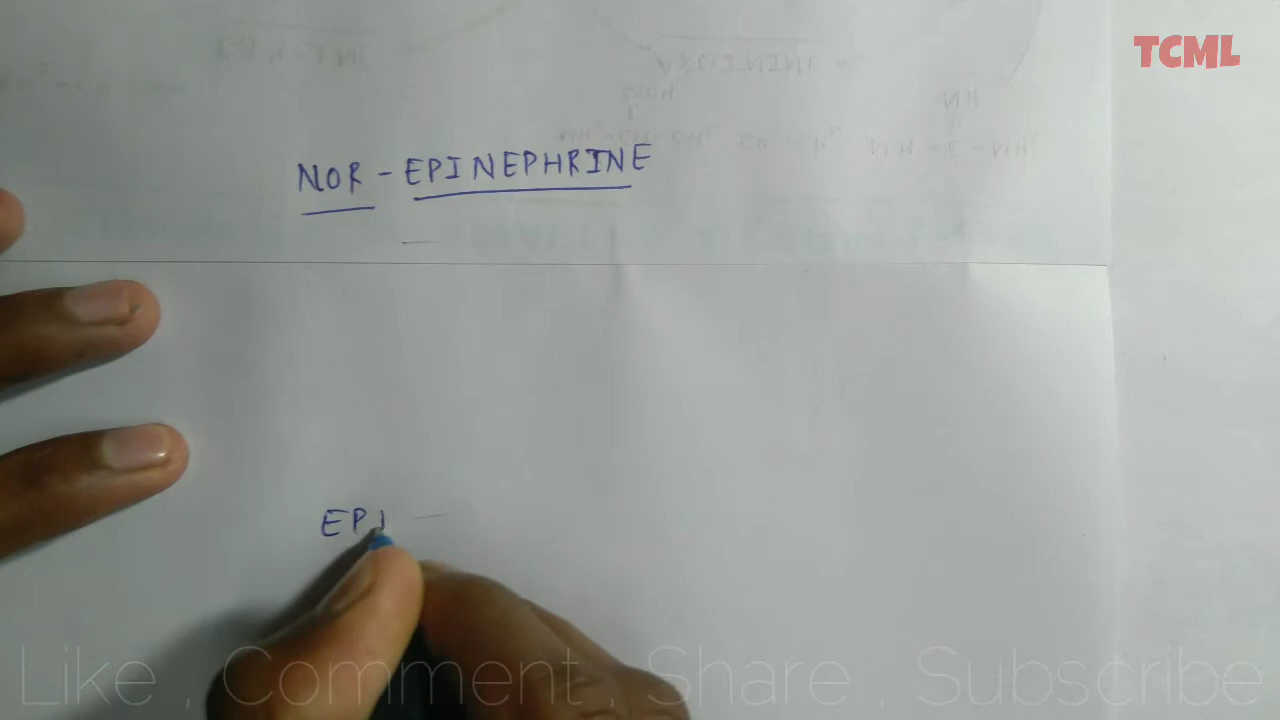 TCML
NOR - EPINEPHRINE
EPI
Like , Comment , Share , Subscribe